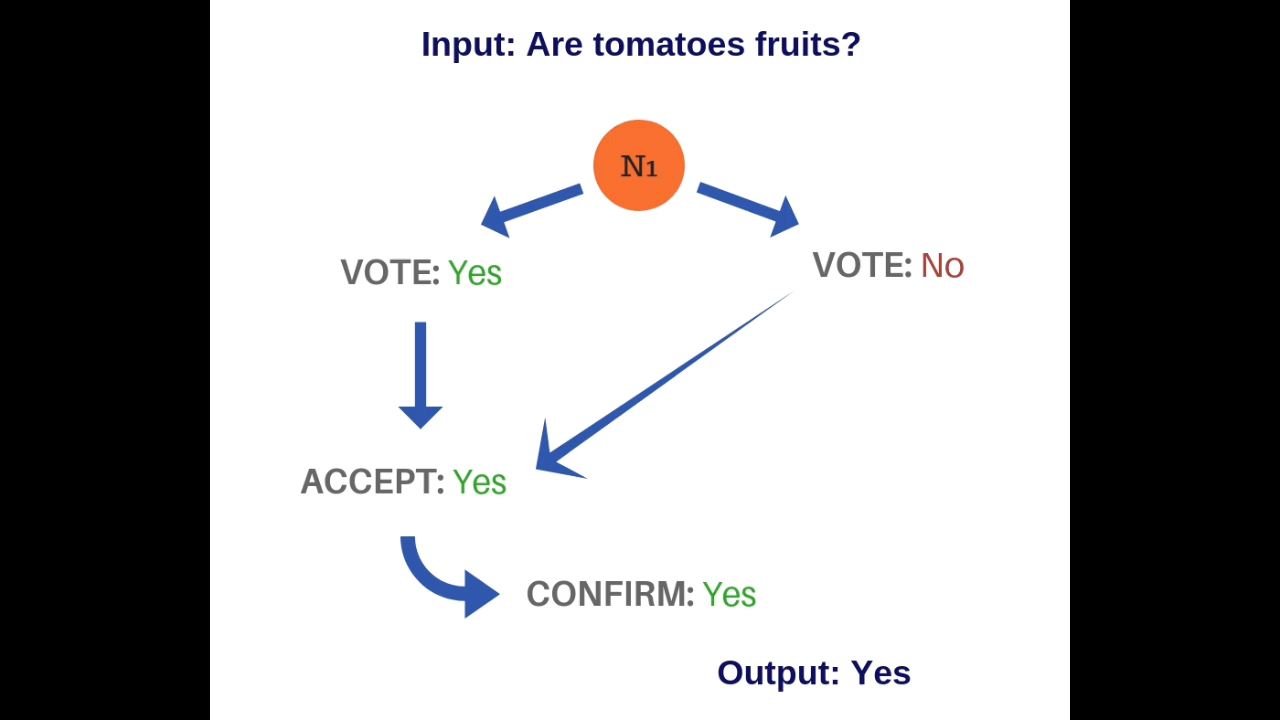 Input: Are tomatoes fruits?
N1
VOTE: Yes
VOTE: No
ACCEPT: Yes
CONFIRM: Yes
Output: Yes